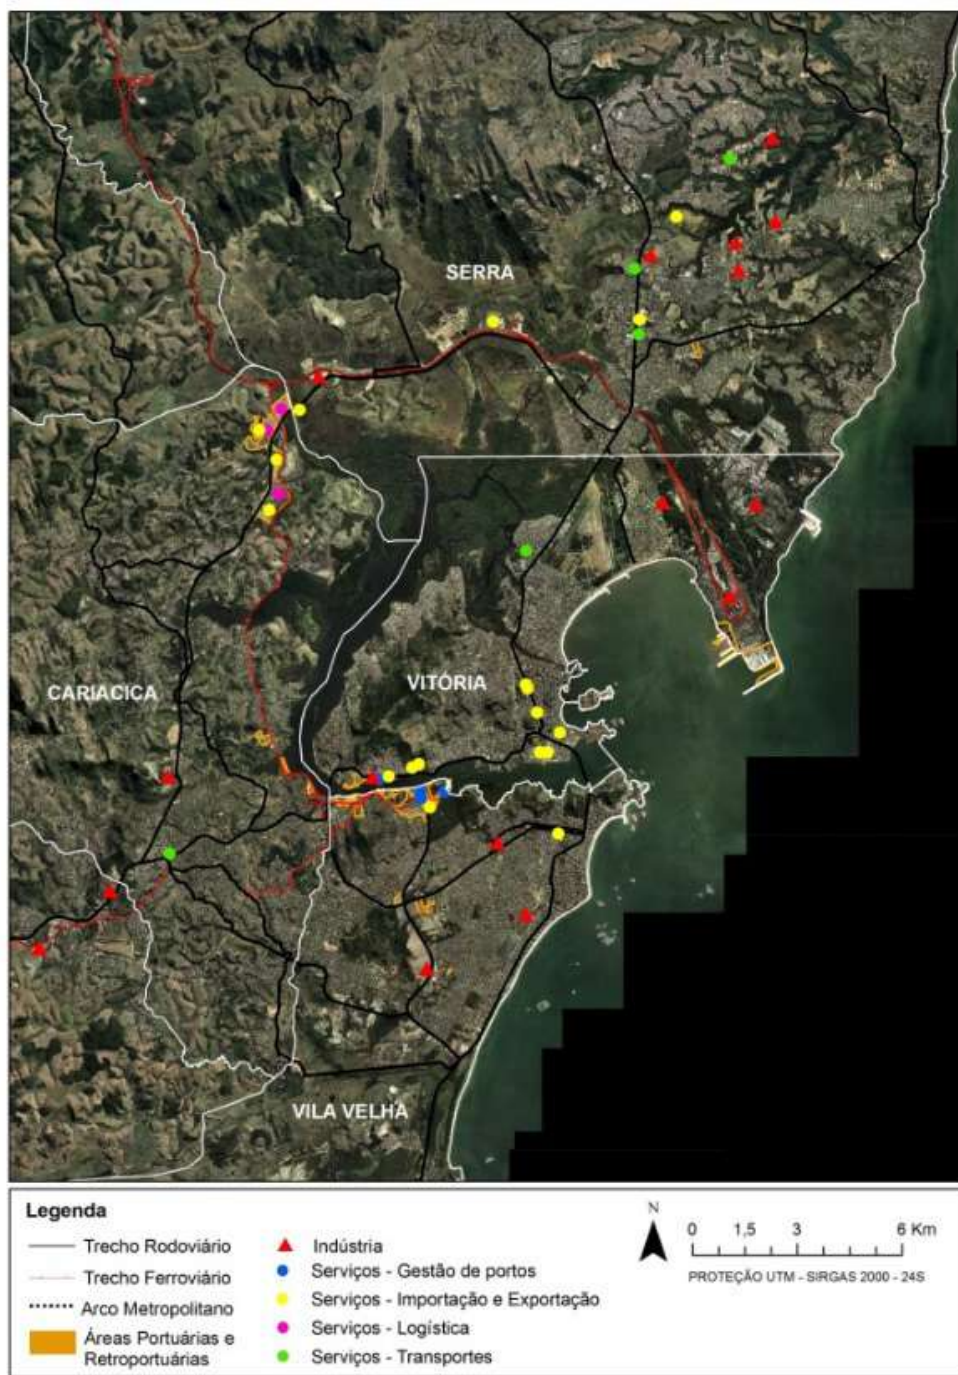 SERRA
CARIACICA
VITÓRIA
VILA VELHA
Legenda
Trecho Rodoviário
Trecho Ferroviário
Arco Metropolitano
Áreas Portuárias e
Retroportuárias
Indústria
Serviços - Gestão de portos
Serviços - Importação e Exportação
Serviços - Logística
Serviços - Transportes
N
0 1,5 3 6 Km
PROTEÇÃO UTM - SIRGAS 2000 - 24S